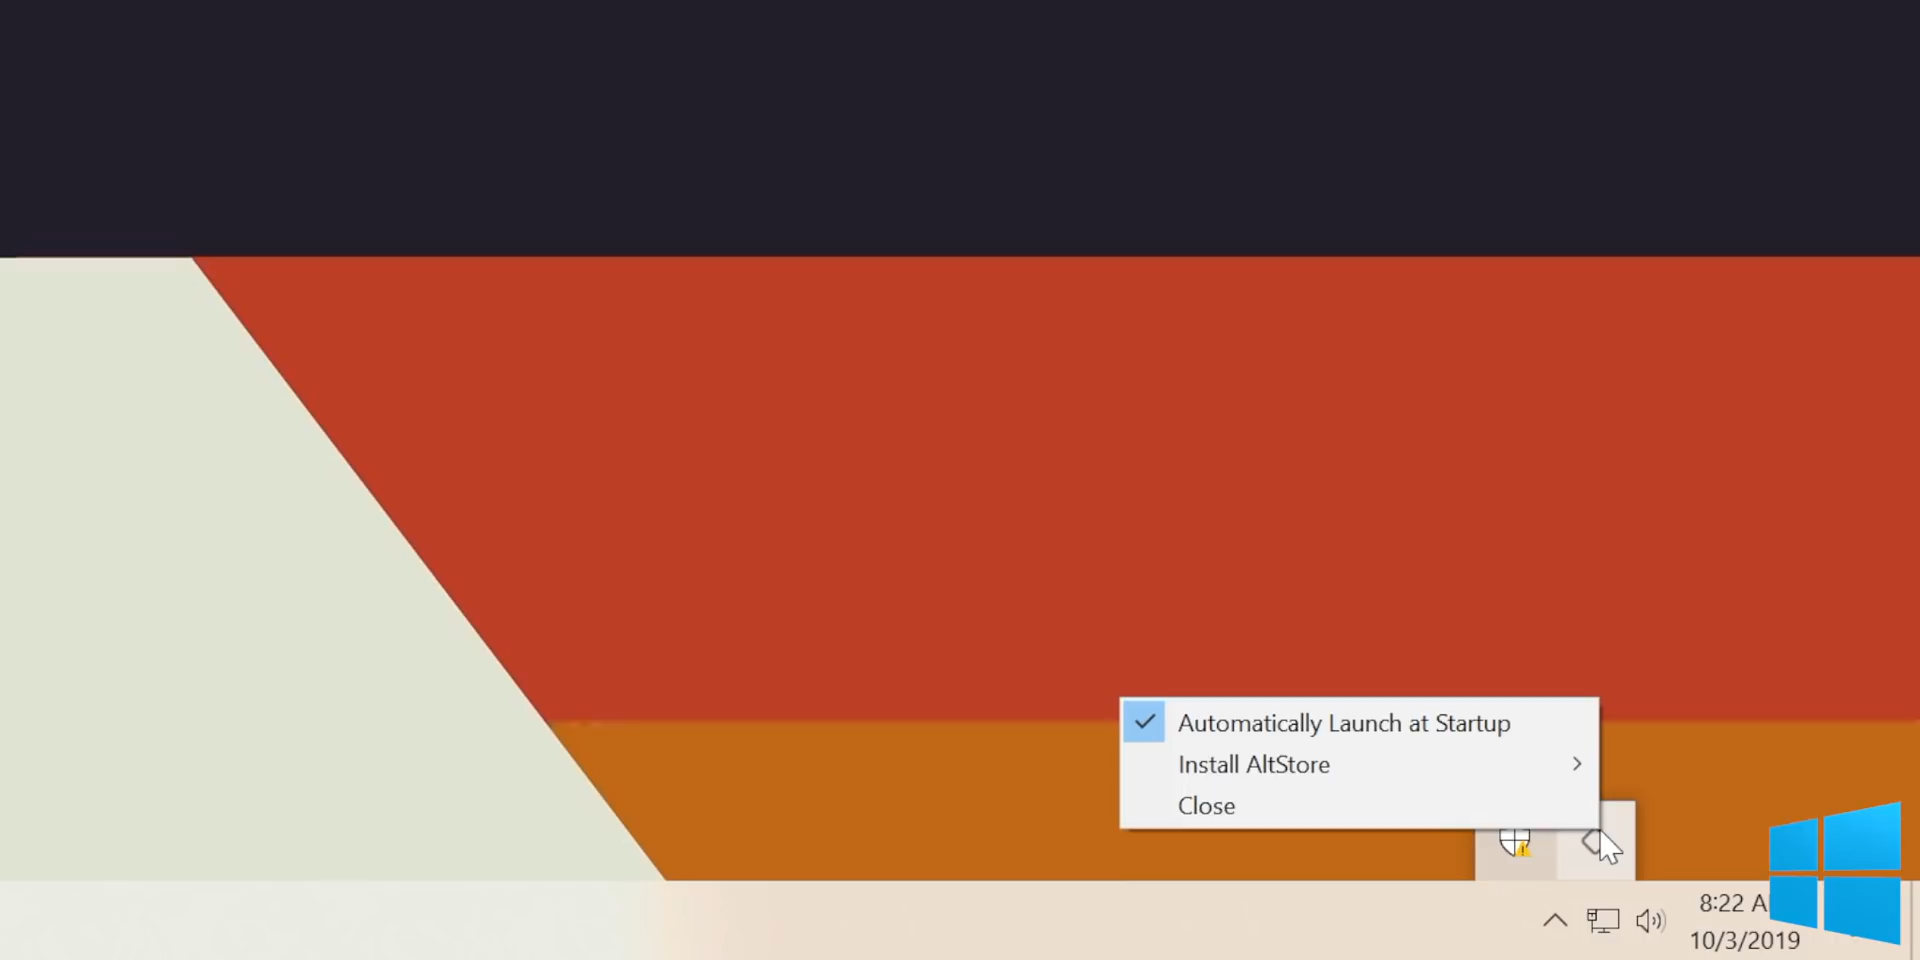 Automatically Launch at Startup
Install AltStore
Close
8:22 A
10/3/2019